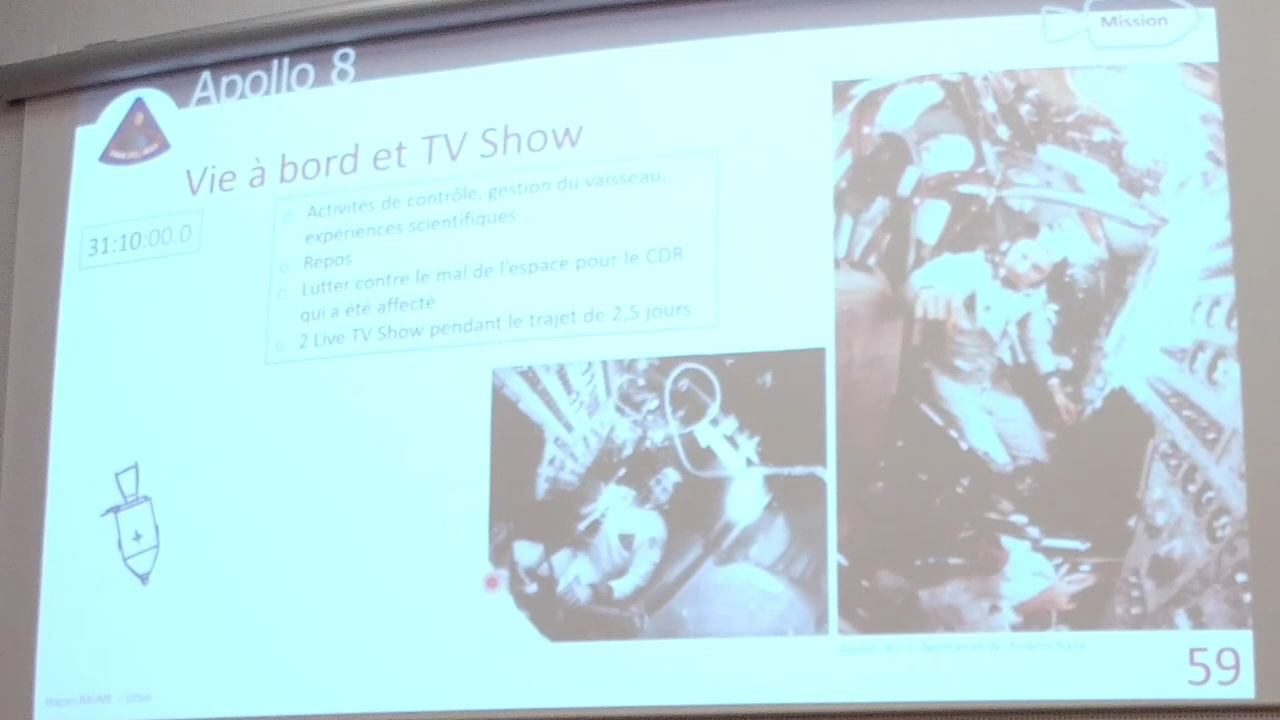 Mission
Apollo 8
Vie à bord et TV Show
31:10:00.0
Activités de contrôle, gestion du vaisseau,
expériences scientifiques ...
Repos
Lutter contre le mal de l'espace pour le CDR
qui a été affecté
2 Live TV Show pendant le trajet de 2,5 jours
59